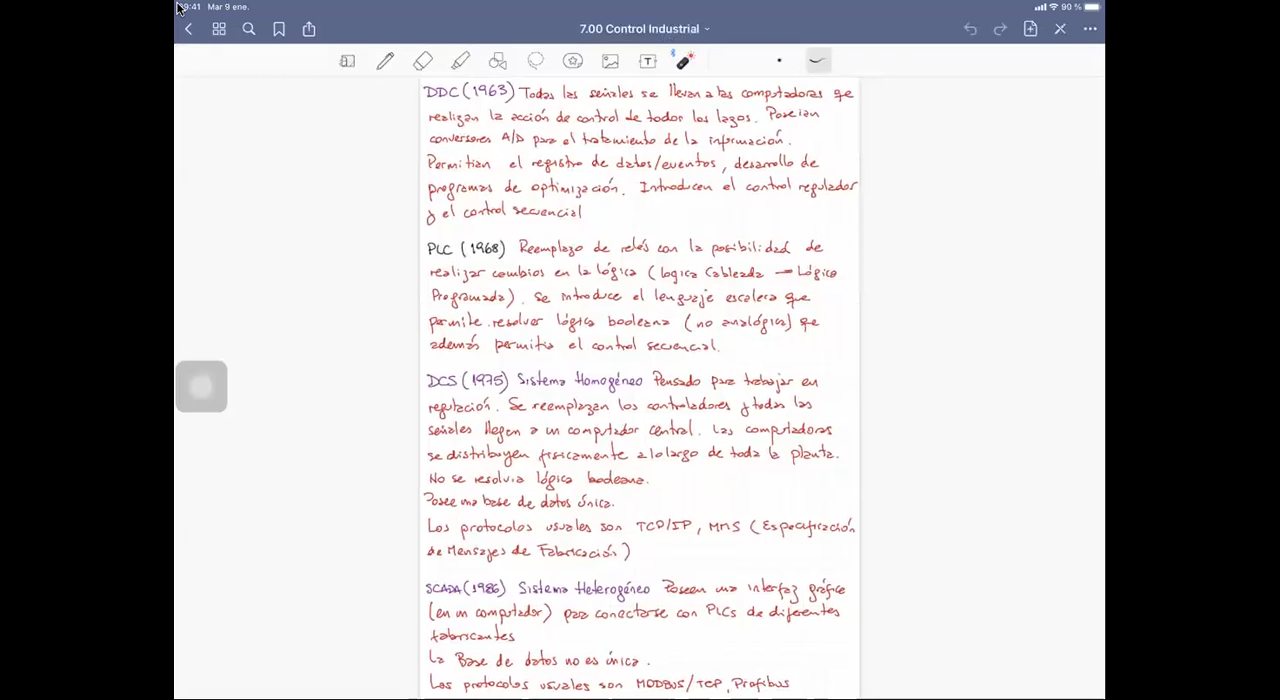 09:41 Mar 9 ene. 90 %
7.00 Control Industrial
DDC (1963) Todas las señales se llevan a las computadoras que
realizan la acción de control de todos los lazos. Poseian
conversores A/D para el tratamiento de la información.
Permitian el registro de datos/eventos, desarrollo de
programas de optimización. Introducen el control regulador
y el control secuencial
PLC (1968) Reemplazo de relés con la posibilidad de
realizar cambios en la lógica (logica Cableada → Lógica
Programada). Se introduce el lenguaje escalera que
permite resolver lógica booleana (no analógica) que
además permitia el control secuencial.
DCS (1975) Sistema Homogéneo Pensado para trabajar en
regulación. Se reemplazan los controladores y todas las
señales llegan a un computador central. Las computadoras
se distribuyen fisicamente a lo largo de toda la planta.
No se resolvia lógica booleana.
Posee una base de datos única.
Los protocolos usuales son TCP/IP, MMS (Especificación
de Mensajes de Fabricación)
SCADA (1986) Sistema Heterogéneo Poseen una interfaz gráfica
(en un computador) para conectarse con PLCs de diferentes
fabricantes
La Base de datos no es única.
Los protocolos usuales son MODBUS/TCP, Profibus